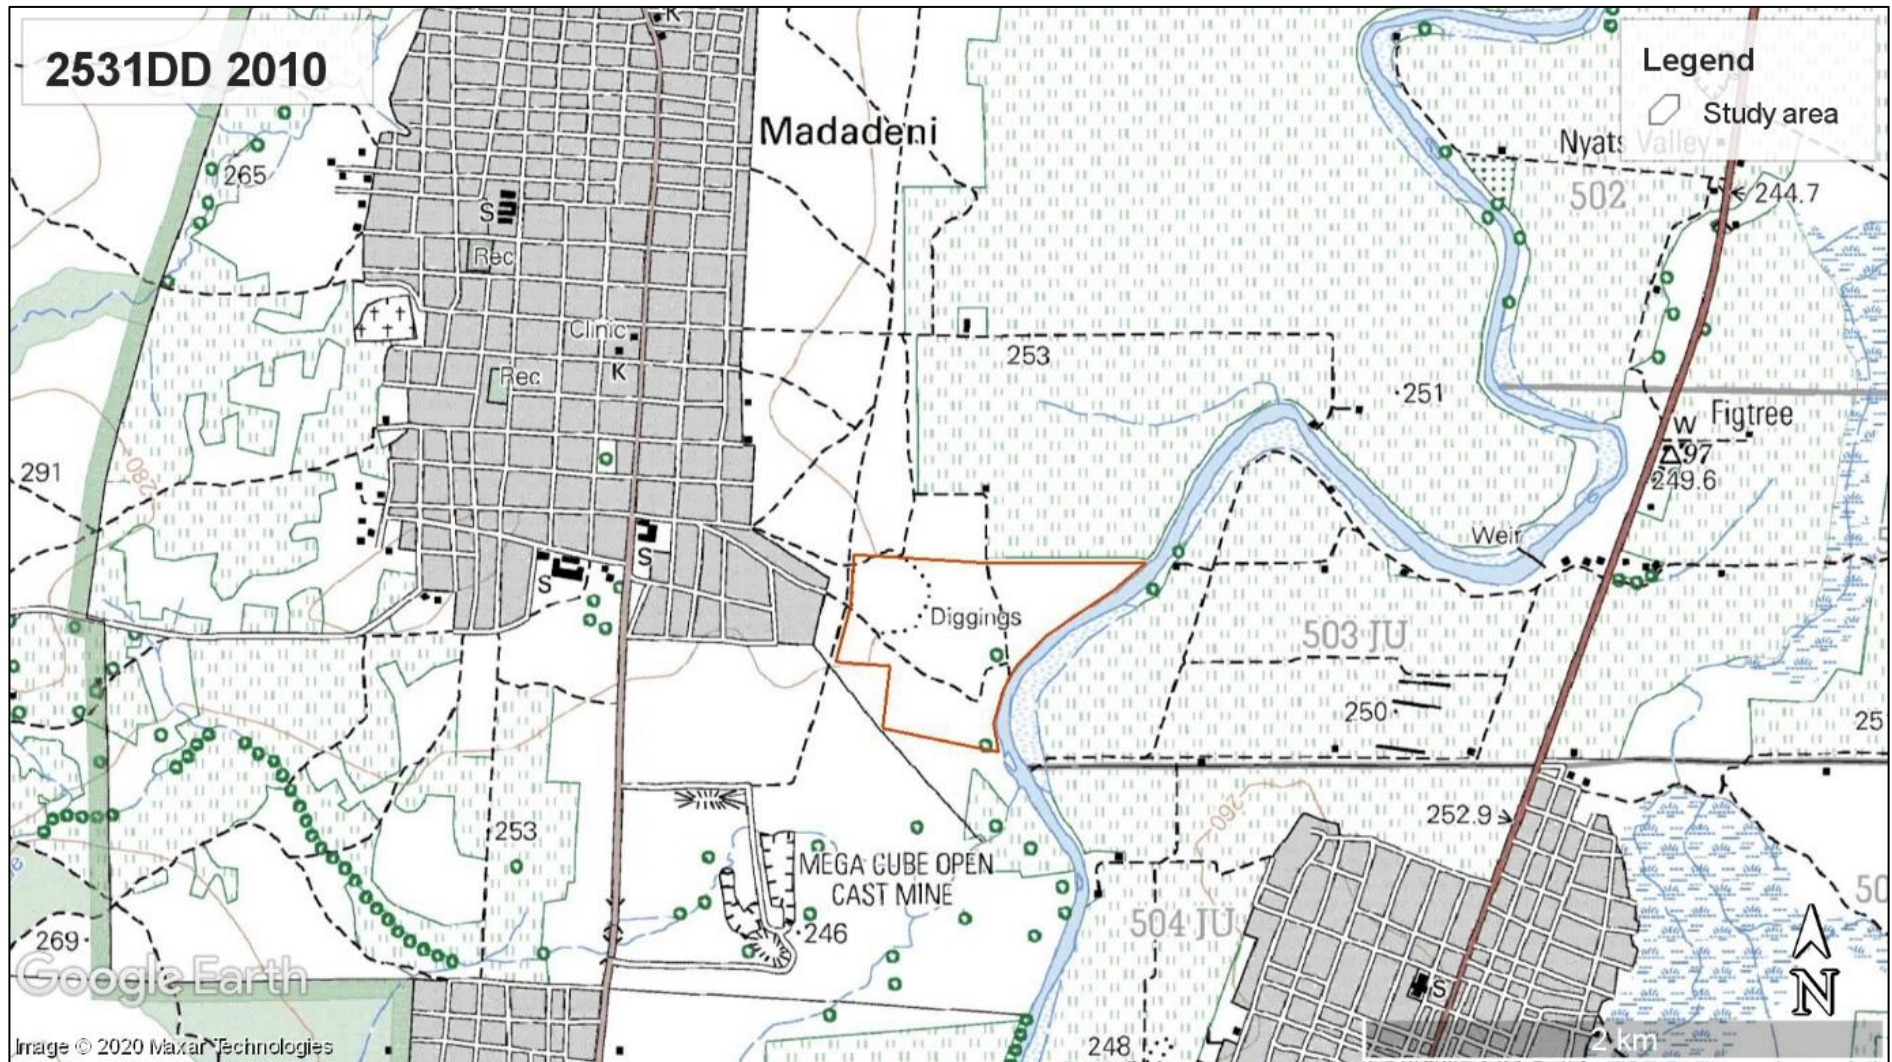 K
2531DD 2010
Legend
Study area
Madadeni
Nyats Valley
265
502
244.7
S
Rec
Clinic
253
K
Rec
251
Figtree
W
97
249.6
291
280
Weir
S
S
Diggings
503 JU
250
25
253
252.9
260
MEGA CUBE OPEN
CAST MINE
246
504 JU
50
269
Google Earth
N
S
2 km
248
Image © 2020 Maxar Technologies